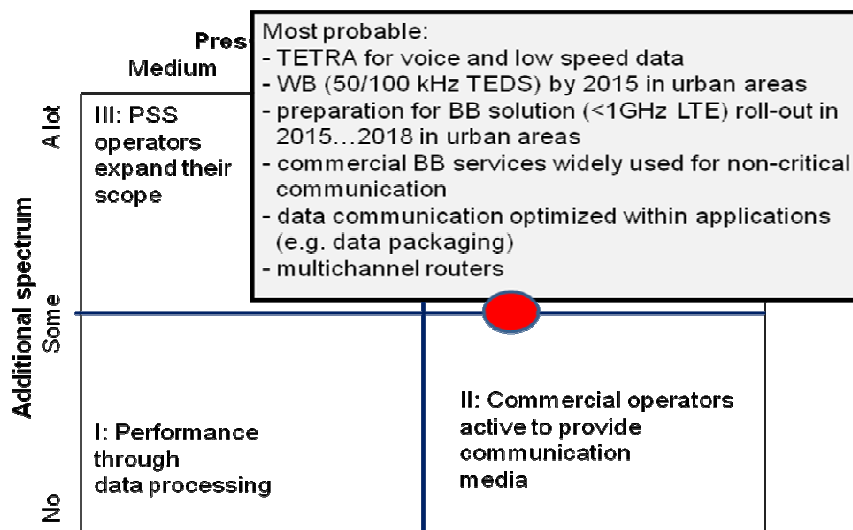 Pres
Medium
Most probable:
- TETRA for voice and low speed data
- WB (50/100 kHz TEDS) by 2015 in urban areas
- preparation for BB solution (<1GHz LTE) roll-out in
2015...2018 in urban areas
- commercial BB services widely used for non-critical
communication
- data communication optimized within applications
(e.g. data packaging)
- multichannel routers
Additional spectrum
A lot
Some
No
III: PSS
operators
expand their
scope
I: Performance
through
data processing
II: Commercial operators
active to provide
communication
media